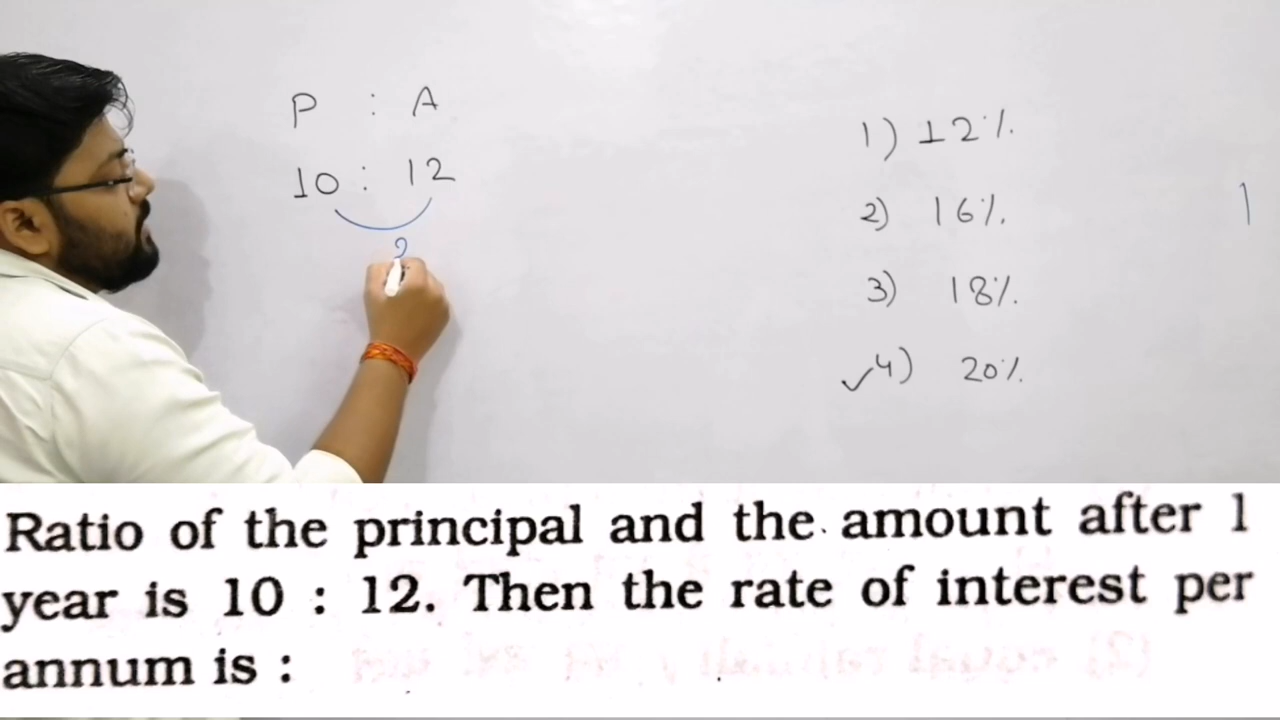 P : A
10 : 12
2
1) 12%.
2) 16%.
3) 18%.
✓4) 20%.
1
Ratio of the principal and the amount after 1
year is 10 : 12. Then the rate of interest per
annum is :